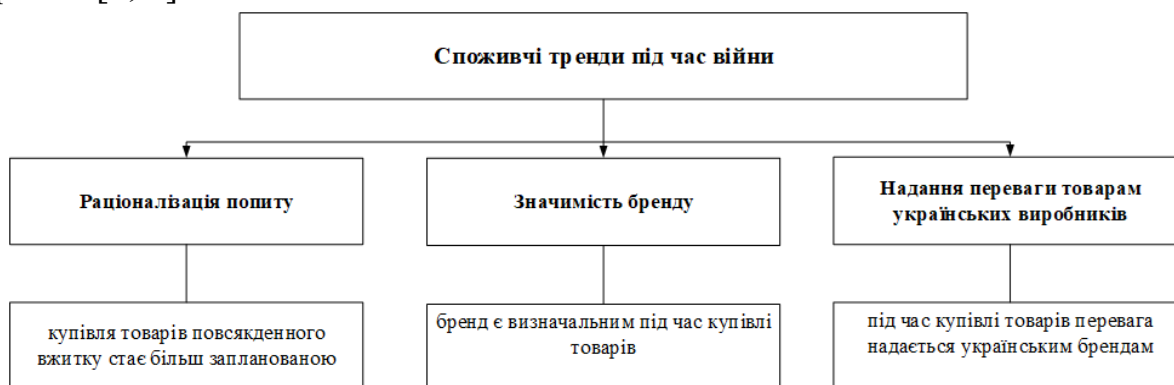 Споживчі тренди під час війни
Раціоналізація попиту
Значимість бренду
Надання переваги товарам
українських виробників
купівля товарів повсякденного
вжитку стає більш запланованою
бренд є визначальним під час купівлі
товарів
під час купівлі товарів перевага
надається українським брендам